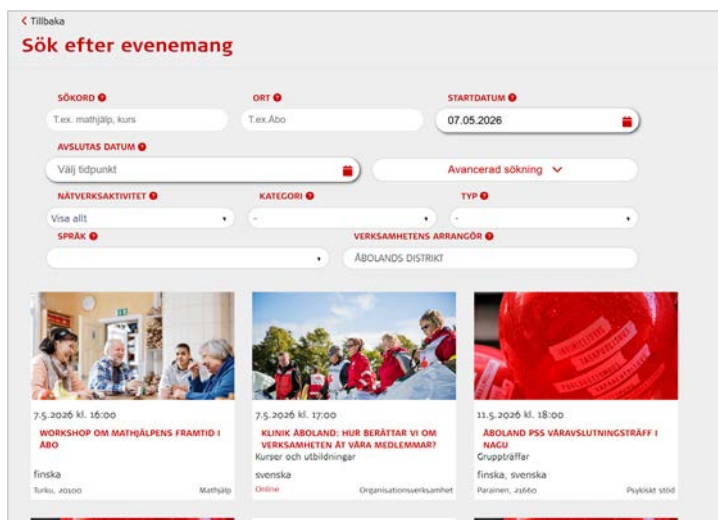 Tillbaka
Sök efter evenemang
SÖKORD
ORT
STARTDATUM
T.ex. mathjälp, kurs
T.ex.Åbo
07.05.2026
AVSLUTAS DATUM
Välj tidpunkt
Avancerad sökning
NÄTVERKSAKTIVITET
KATEGORI
TYP
Visa allt
-
-
SPRÅK
VERKSAMHETENS ARRANGÖR
ÅBOLANDS DISTRIKT
7.5.2026 kl. 16:00
WORKSHOP OM MATHJÄLPENS FRAMTID I
ÅBO
finska
Turku, 20100
Mathjälp
7.5.2026 kl. 17:00
KLINIK ÅBOLAND: HUR BERÄTTAR VI OM
VERKSAMHETEN ÅT VÅRA MEDLEMMAR?
Kurser och utbildningar
svenska
Online
Organisationsverksamhet
11.5.2026 kl. 18:00
ÅBOLAND PSS VÅRAVSLUTNINGSTRÄFF I
NAGU
Gruppträffar
finska, svenska
Parainen, 21660
Psykiskt stöd